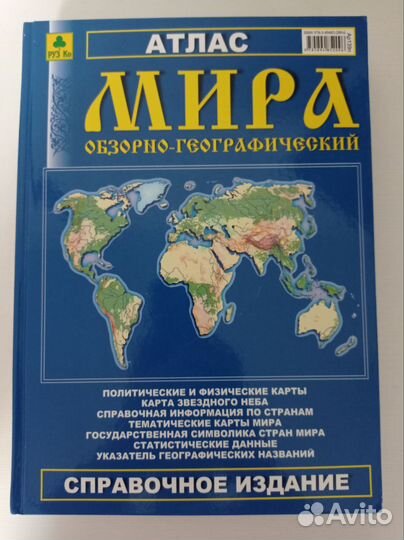 РУЗ Ко
АТЛАС
МИРА
ОБЗОРНО-ГЕОГРАФИЧЕСКИЙ
ПОЛИТИЧЕСКИЕ И ФИЗИЧЕСКИЕ КАРТЫ
КАРТА ЗВЕЗДНОГО НЕБА
СПРАВОЧНАЯ ИНФОРМАЦИЯ ПО СТРАНАМ
ТЕМАТИЧЕСКИЕ КАРТЫ МИРА
ГОСУДАРСТВЕННАЯ СИМВОЛИКА СТРАН МИРА
СТАТИСТИЧЕСКИЕ ДАННЫЕ
УКАЗАТЕЛЬ ГЕОГРАФИЧЕСКИХ НАЗВАНИЙ
СПРАВОЧНОЕ ИЗДАНИЕ
Avito